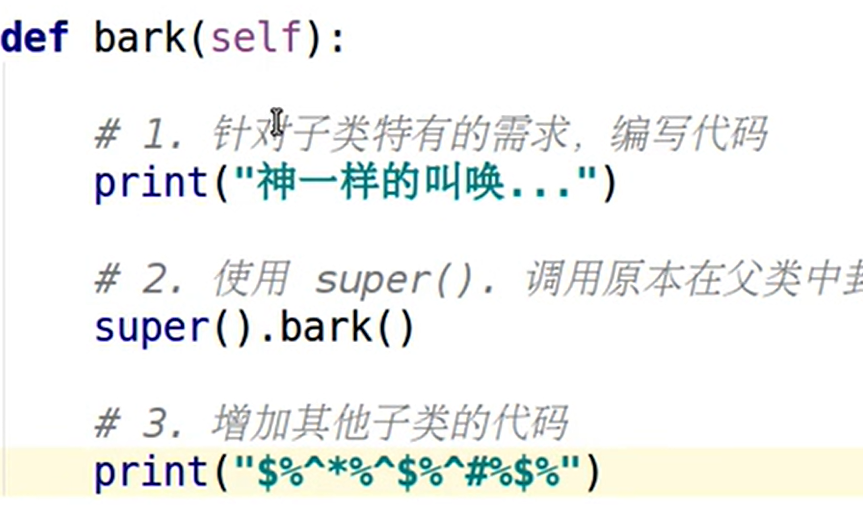 def bark(self):
# 1. 针对子类特有的需求，编写代码
print("神一样的叫唤...")
# 2. 使用 super(). 调用原本在父类中封
super().bark()
# 3. 增加其他子类的代码
print("$%^*%^$%^#%$%")